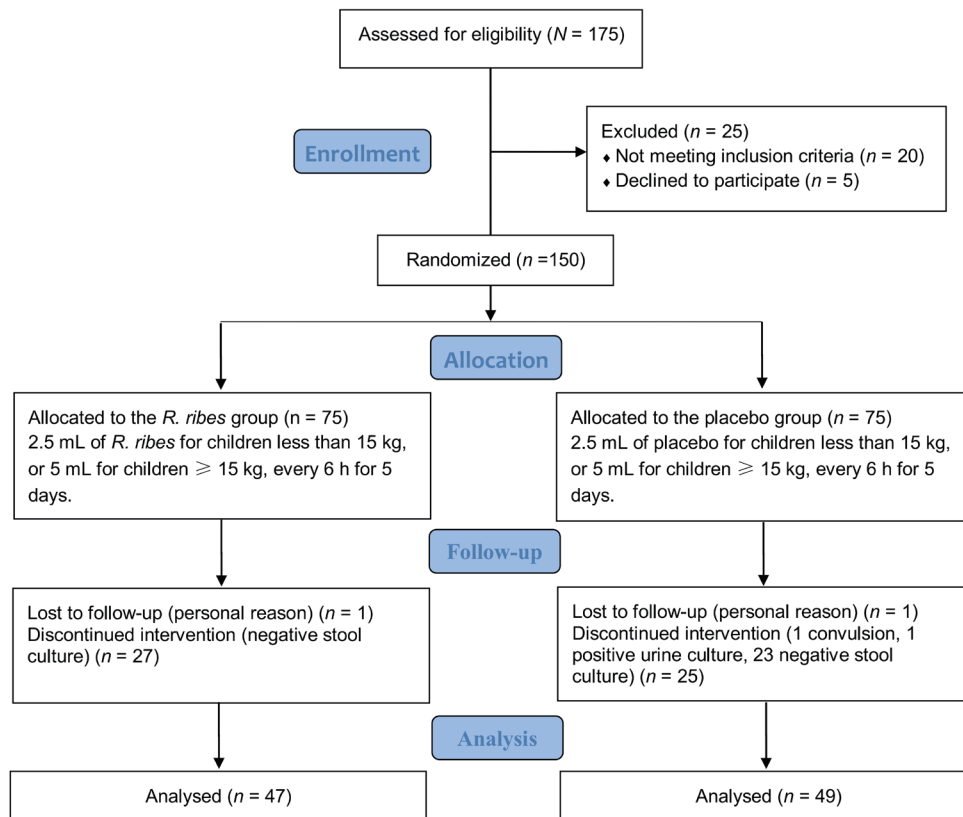 Assessed for eligibility (N = 175)
Enrollment
Excluded (n = 25)
♦ Not meeting inclusion criteria (n = 20)
♦ Declined to participate (n = 5)
Randomized (n =150)
Allocation
Allocated to the R. ribes group (n = 75)
2.5 mL of R. ribes for children less than 15 kg,
or 5 mL for children ≥ 15 kg, every 6 h for 5
days.
Allocated to the placebo group (n = 75)
2.5 mL of placebo for children less than 15 kg,
or 5 mL for children ≥ 15 kg, every 6 h for 5
days.
Follow-up
Lost to follow-up (personal reason) (n = 1)
Discontinued intervention (negative stool
culture) (n = 27)
Lost to follow-up (personal reason) (n = 1)
Discontinued intervention (1 convulsion, 1
positive urine culture, 23 negative stool
culture) (n = 25)
Analysis
Analysed (n = 47)
Analysed (n = 49)